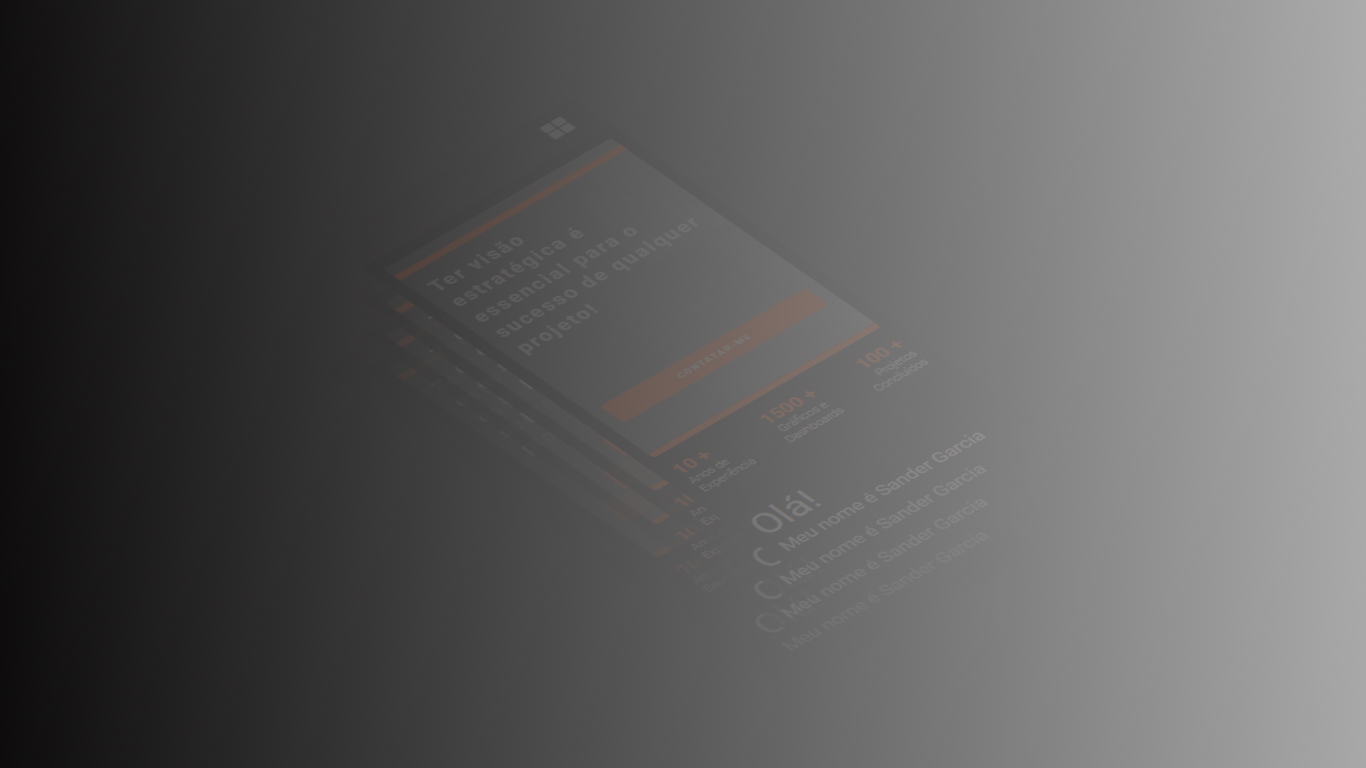 Ter visão
estratégica é
essencial para o
sucesso de qualquer
projeto!
CONTATAR-ME
10 +
Anos de
Experiência
1500 +
Gráficos e
Dashboards
100 +
Projetos
Concluídos
Olá!
Meu nome é Sander Garcia
Meu nome é Sander Garcia
Meu nome é Sander Garcia
Meu nome é Sander Garcia